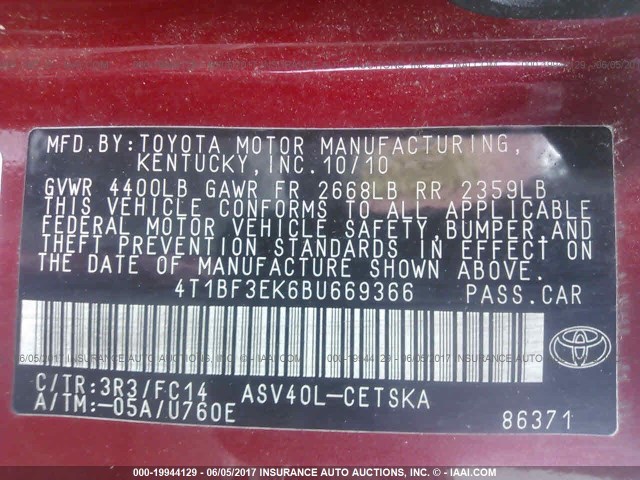 MFD.BY:TOYOTA MOTOR MANUFACTURING,
KENTUCKY,INC.10/10
GVWR 4400LB GAWR FR 2668LB RR 2359LB
THIS VEHICLE CONFORMS TO ALL APPLICABLE
FEDERAL MOTOR VEHICLE SAFETY,BUMPER,AND
THEFT PREVENTION STANDARDS IN EFFECT ON
THE DATE OF MANUFACTURE SHOWN ABOVE.
4T1BF3EK6BU669366 PASS.CAR
C/TR:3R3/FC14 ASV40L-CETSKA
A/TM:-05A/U760E
86371
000-19944129 - 06/05/2017 INSURANCE AUTO AUCTIONS, INC. - © IAAI.COM